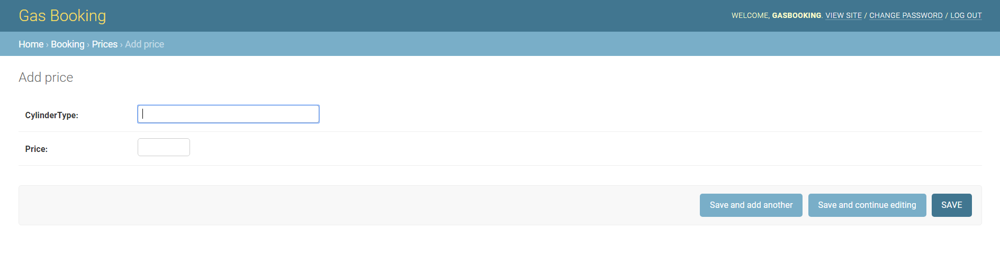 Gas Booking
WELCOME, GASBOOKING. VIEW SITE / CHANGE PASSWORD / LOG OUT
Home › Booking › Prices › Add price
Add price
CylinderType:
Price:
Save and add another
Save and continue editing
SAVE